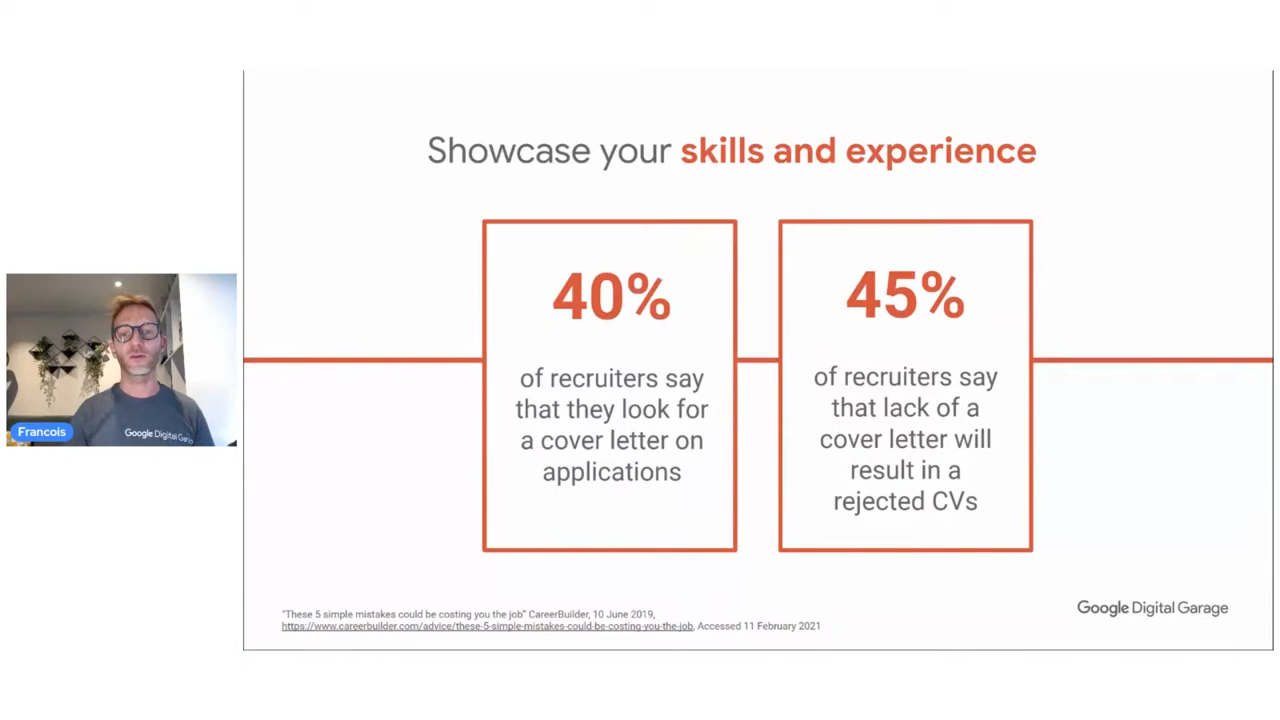 Showcase your skills and experience
40%
of recruiters say
that they look for
a cover letter on
applications
45%
of recruiters say
that lack of a
cover letter will
result in a
rejected CVs
Francois
Google Digital Gara
"These 5 simple mistakes could be costing you the job" CareerBuilder, 10 June 2019,
https://www.careerbuilder.com/advice/these-5-simple-mistakes-could-be-costing-you-the-job, Accessed 11 February 2021
Google Digital Garage